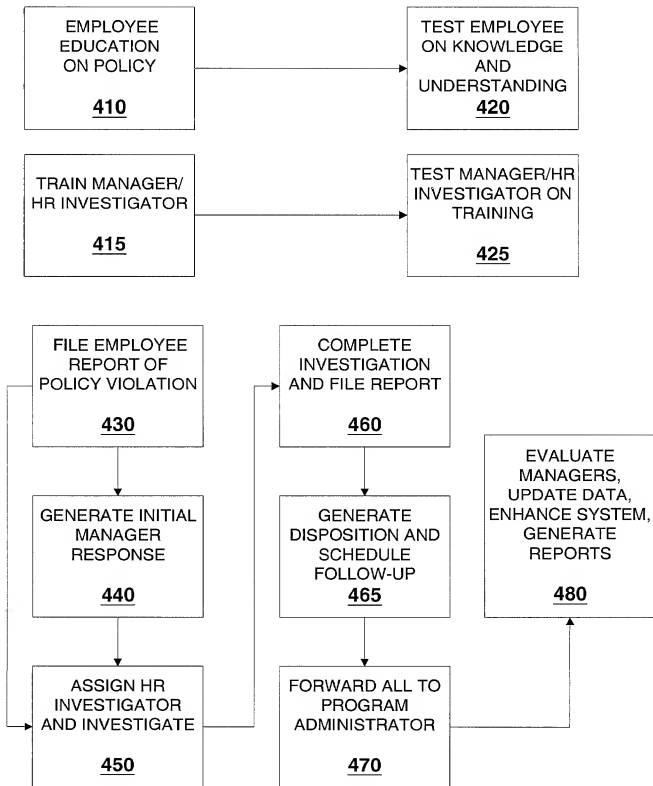 EMPLOYEE
EDUCATION
ON POLICY
410
TEST EMPLOYEE
ON KNOWLEDGE
AND
UNDERSTANDING
420
TRAIN MANAGER/
HR INVESTIGATOR
415
TEST MANAGER/HR
INVESTIGATOR ON
TRAINING
425
FILE EMPLOYEE
REPORT OF
POLICY VIOLATION
430
GENERATE INITIAL
MANAGER
RESPONSE
440
ASSIGN HR
INVESTIGATOR
AND INVESTIGATE
450
COMPLETE
INVESTIGATION
AND FILE REPORT
460
GENERATE
DISPOSITION AND
SCHEDULE
FOLLOW-UP
465
FORWARD ALL TO
PROGRAM
ADMINISTRATOR
470
EVALUATE
MANAGERS,
UPDATE DATA,
ENHANCE SYSTEM,
GENERATE
REPORTS
480